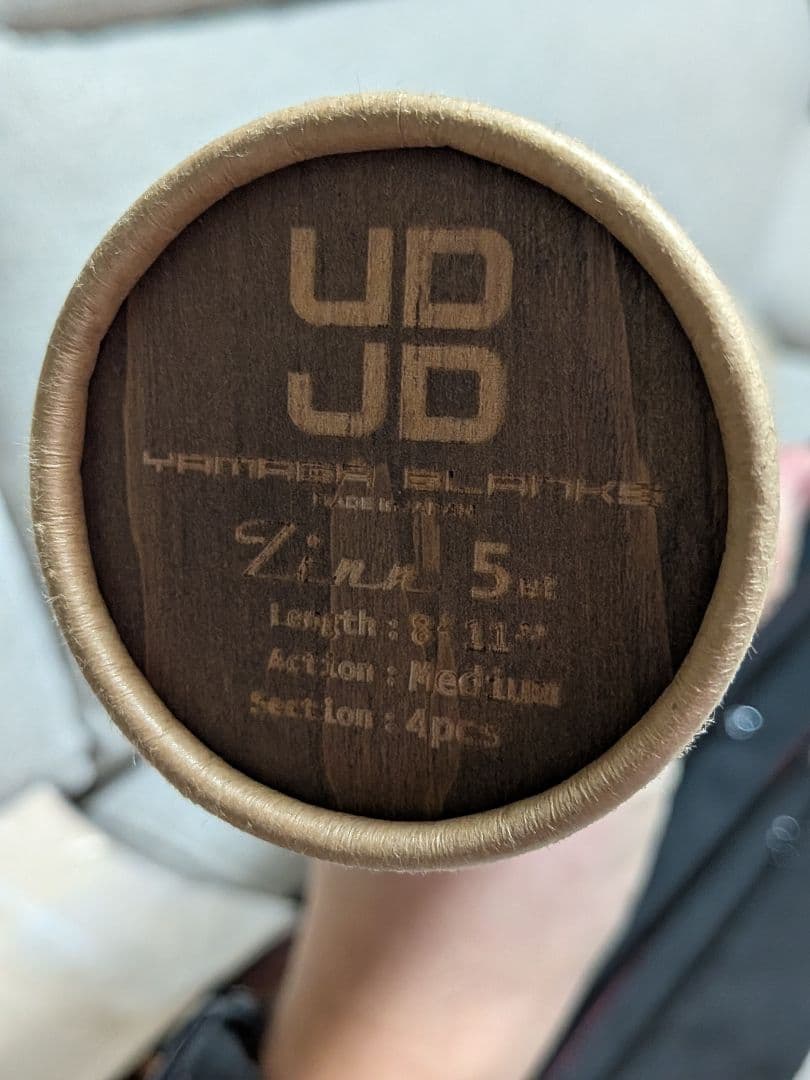 UD
JD
YAMAGA BLANKS
MADE IN JAPAN
Zinn 5wt
Length : 8' 11"
Action : Medium
Section : 4pcs